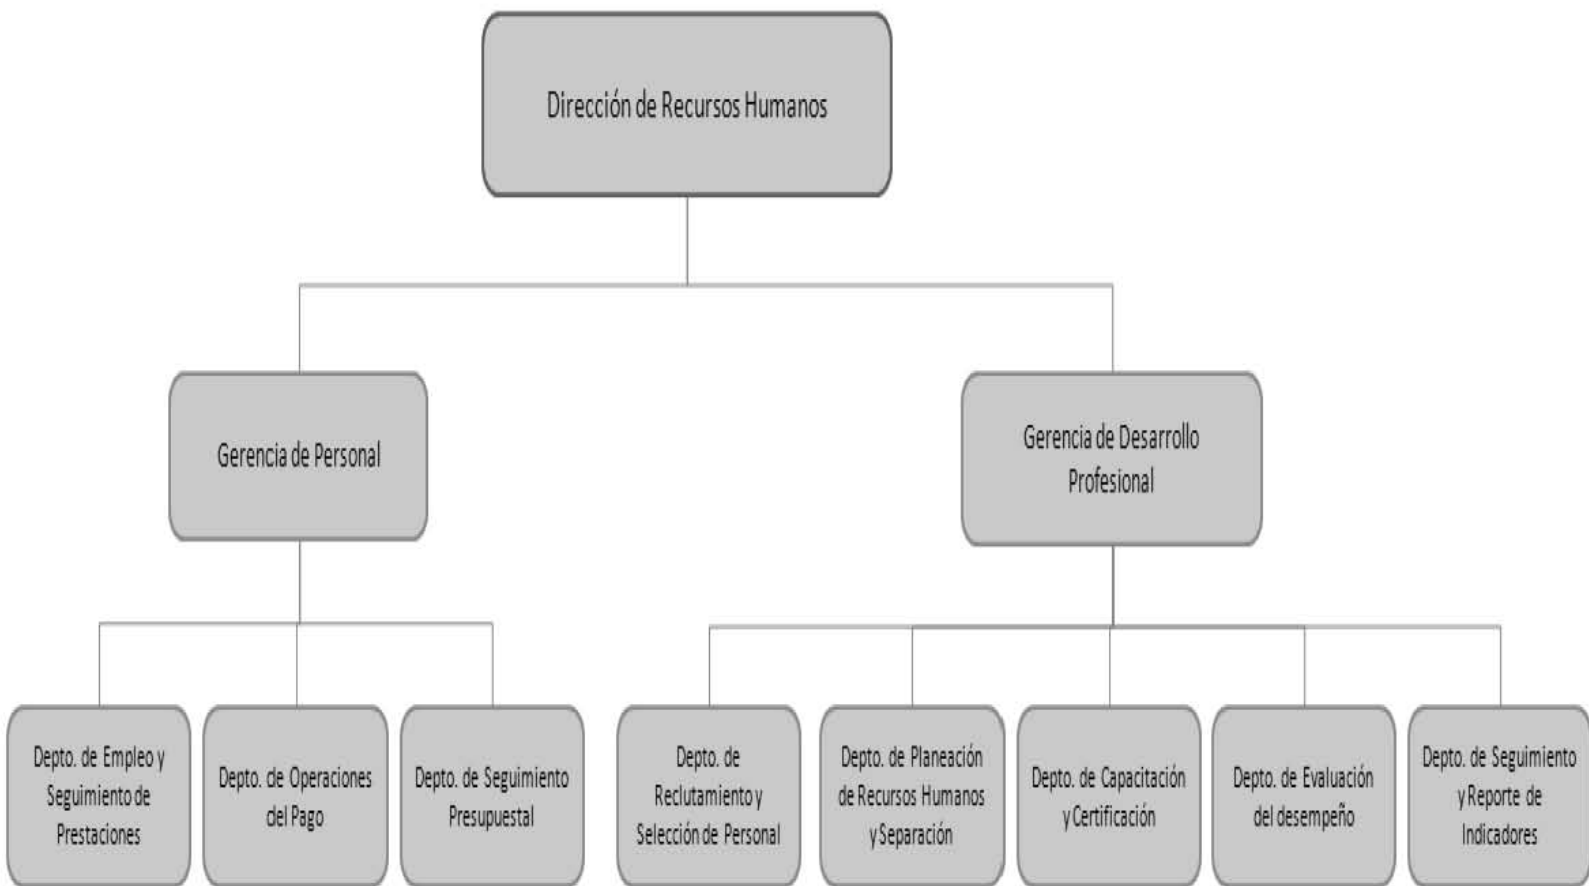 Dirección de Recursos Humanos
Gerencia de Personal
Gerencia de Desarrollo
Profesional
Depto. de Empleo y
Seguimiento de
Prestaciones
Depto. de Operaciones
del Pago
Depto. de Seguimiento
Presupuestal
Depto. de
Reclutamiento y
Selección de Personal
Depto. de Planeación
de Recursos Humanos
y Separación
Depto. de Capacitación
y Certificación
Depto. de Evaluación
del desempeño
Depto. de Seguimiento
y Reporte de
Indicadores